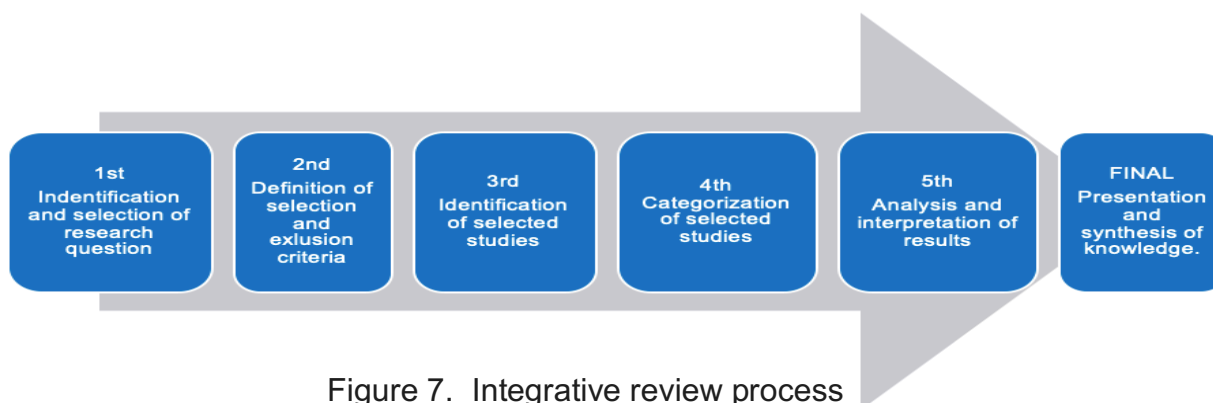 1st
Indentification
and selection of
research
question
2nd
Definition of
selection
and
exlusion
criteria
3rd
Identification
of selected
studies
4th
Categorization
of selected
studies
5th
Analysis and
interpretation of
results
FINAL
Presentation
and
synthesis of
knowledge.
Figure 7. Integrative review process